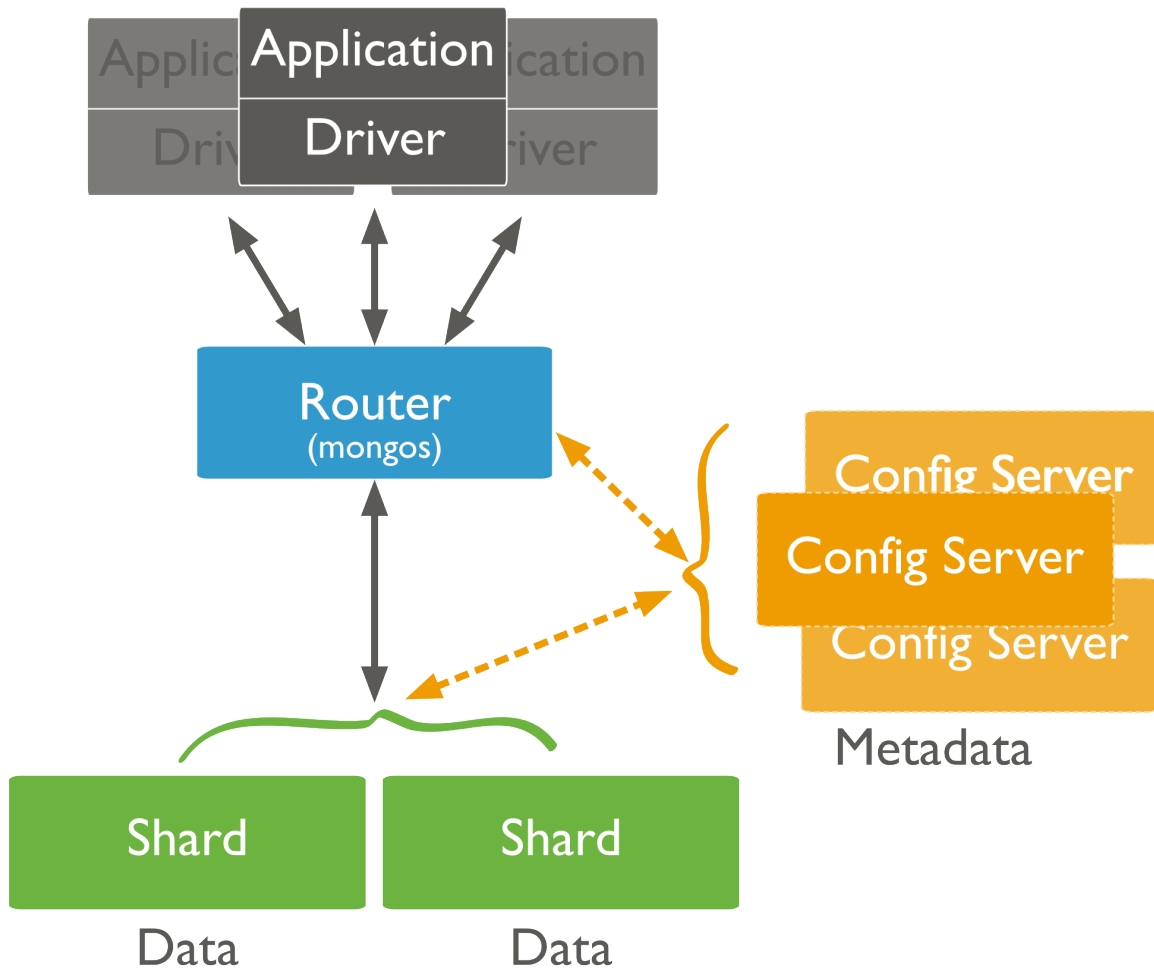 Application
Driver
Router
(mongos)
Config Server
Config Server
Config Server
Metadata
Shard
Shard
Data
Data